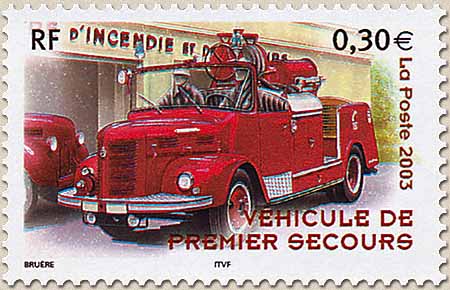 RF D'INCENDIE ET D
0,30€
La Poste 2003
VÉHICULE DE
PREMIER SECOURS
BRUÈRE ITVF